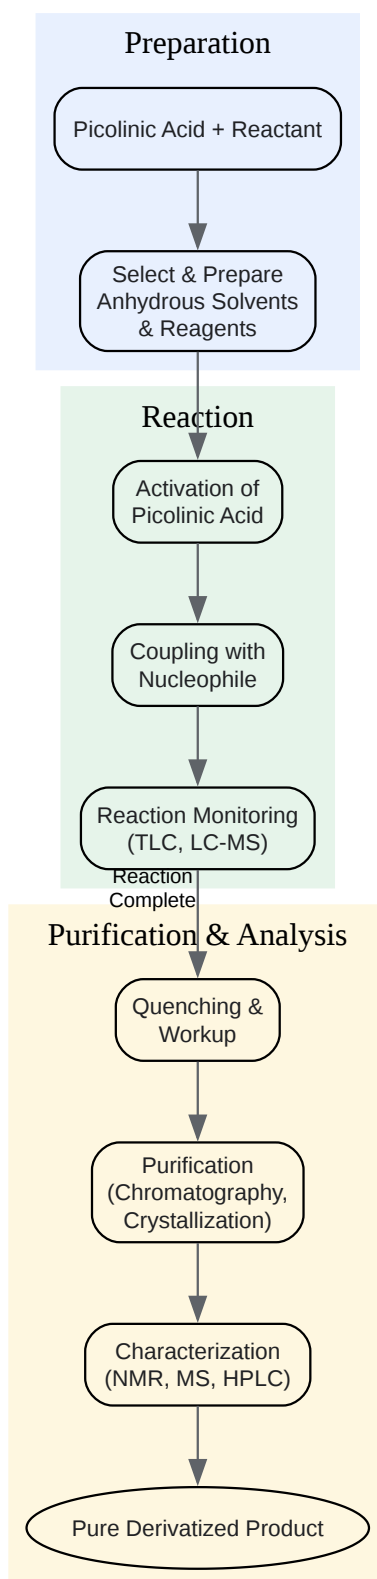 Preparation
Picolinic Acid + Reactant
Select & Prepare
Anhydrous Solvents
& Reagents
Reaction
Activation of
Picolinic Acid
Coupling with
Nucleophile
Reaction Monitoring
(TLC, LC-MS)
Reaction
Complete
Purification & Analysis
Quenching &
Workup
Purification
(Chromatography,
Crystallization)
Characterization
(NMR, MS, HPLC)
Pure Derivatized Product